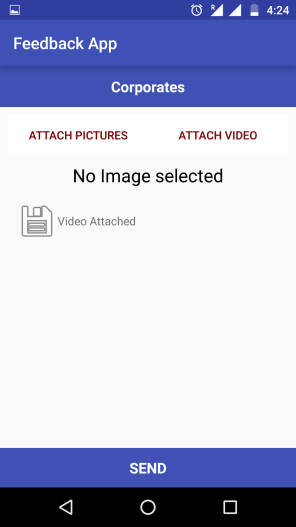 4:24
Feedback App
Corporates
ATTACH PICTURES ATTACH VIDEO
No Image selected
Video Attached
SEND